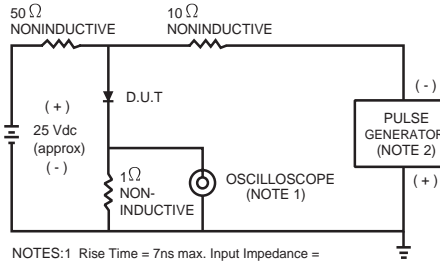 50 Ω
NONINDUCTIVE
10 Ω
NONINDUCTIVE
D.U.T
( + )
25 Vdc
(approx)
( - )
1Ω
NON-
INDUCTIVE
OSCILLOSCOPE
(NOTE 1)
( - )
PULSE
GENERATOR
(NOTE 2)
( + )
NOTES:1 Rise Time = 7ns max. Input Impedance =